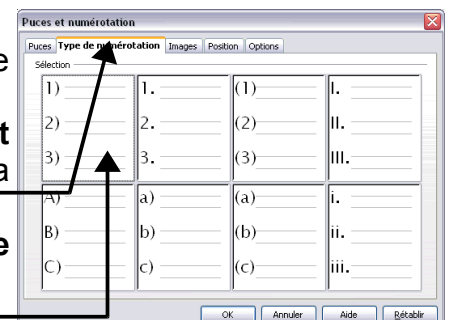 Puces et numérotation
Puces Type de numérotation Images Position Options
Sélection
1) 1. (1) I.
2) 2. (2) II.
3) 3. (3) III.
A) a) (a) i.
B) b) (b) ii.
C) c) (c) iii.
OK Annuler Aide Rétablir
e
t
a
e